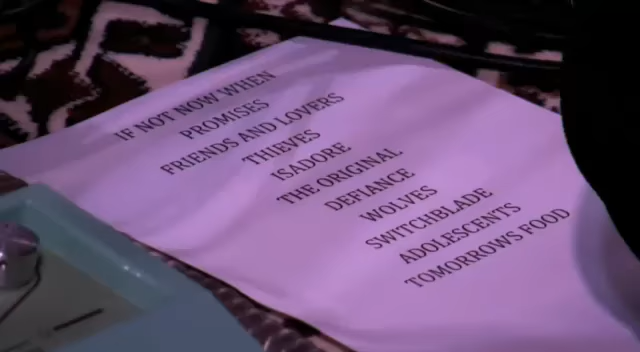 IF NOT NOW WHEN
PROMISES
FRIENDS AND LOVERS
THIEVES
ISADORE
THE ORIGINAL
DEFIANCE
WOLVES
SWITCHBLADE
ADOLESCENTS
TOMORROWS FOOD